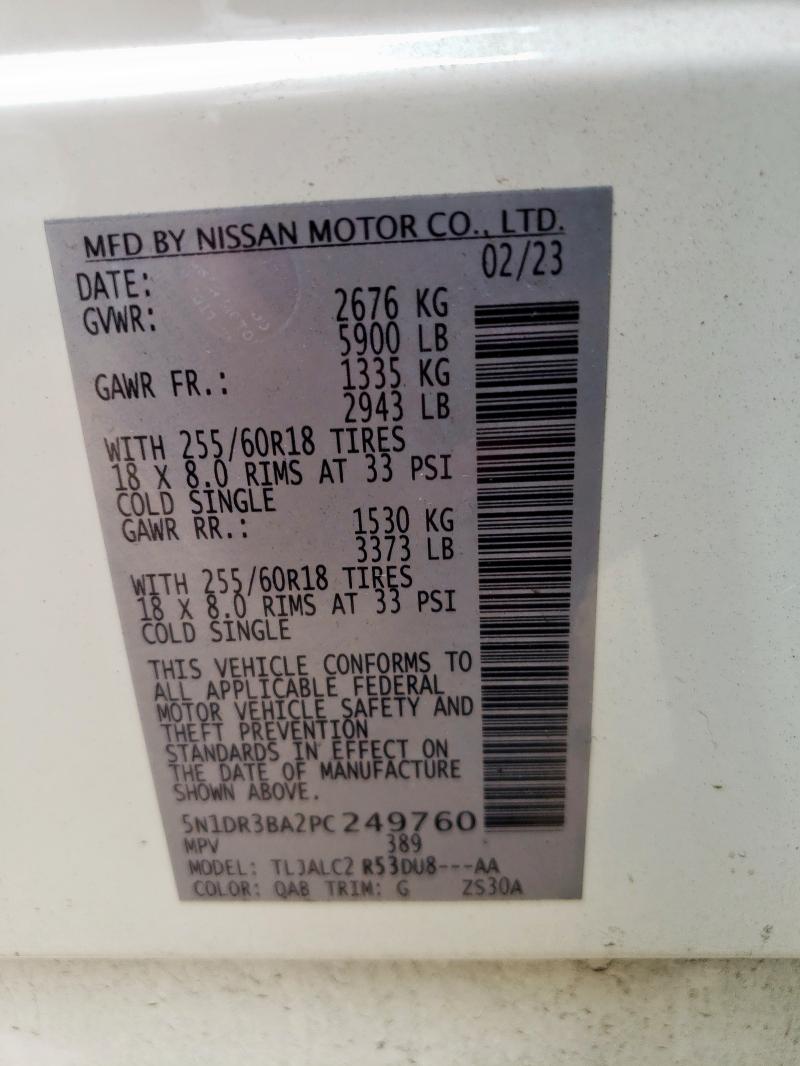 MFD BY NISSAN MOTOR CO., LTD.
DATE: 02/23
GVWR: 2676 KG
5900 LB
GAWR FR.: 1335 KG
2943 LB
WITH 255/60R18 TIRES
18 X 8.0 RIMS AT 33 PSI
COLD SINGLE
GAWR RR.: 1530 KG
3373 LB
WITH 255/60R18 TIRES
18 X 8.0 RIMS AT 33 PSI
COLD SINGLE
THIS VEHICLE CONFORMS TO
ALL APPLICABLE FEDERAL
MOTOR VEHICLE SAFETY AND
THEFT PREVENTION
STANDARDS IN EFFECT ON
THE DATE OF MANUFACTURE
SHOWN ABOVE.
5N1DR3BA2PC249760
MPV 389
MODEL: TLJALC2 R53DU8---AA
COLOR: QAB TRIM: G ZS30A